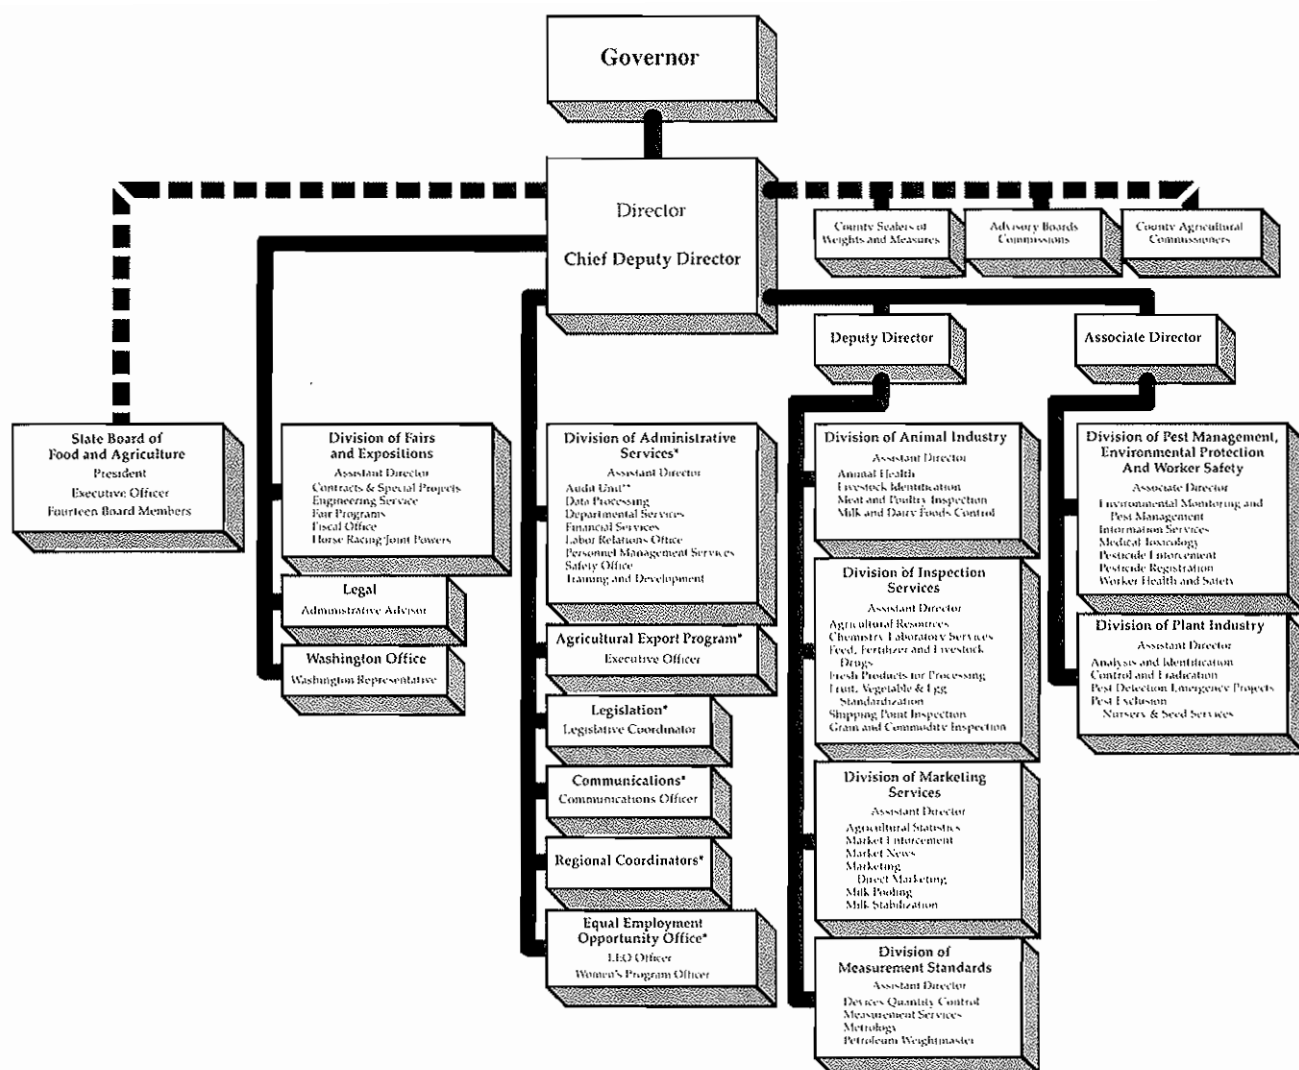 Governor
Director
Chief Deputy Director
County Sealers of
Weights and Measures
Advisory Boards
Commissions
County Agricultural
Commissioners
Deputy Director
Associate Director
State Board of
Food and Agriculture
President
Executive Officer
Fourteen Board Members
Division of Fairs
and Expositions
Assistant Director
Contracts & Special Projects
Engineering Service
Fair Programs
Fiscal Office
Horse Racing Joint Powers
Legal
Administrative Advisor
Washington Office
Washington Representative
Division of Administrative
Services*
Assistant Director
Audit Unit**
Data Processing
Departmental Services
Financial Services
Labor Relations Office
Personnel Management Services
Safety Office
Training and Development
Agricultural Export Program*
Executive Officer
Legislation*
Legislative Coordinator
Communications*
Communications Officer
Regional Coordinators*
Equal Employment
Opportunity Office*
EEO Officer
Women's Program Officer
Division of Animal Industry
Assistant Director
Animal Health
Livestock Identification
Meat and Poultry Inspection
Milk and Dairy Foods Control
Division of Inspection
Services
Assistant Director
Agricultural Resources
Chemistry Laboratory Services
Feed, Fertilizer and Livestock
Drugs
Fresh Products for Processing
Fruit, Vegetable & Egg
Standardization
Shipping Point Inspection
Grain and Commodity Inspection
Division of Marketing
Services
Assistant Director
Agricultural Statistics
Market Enforcement
Market News
Marketing
Direct Marketing
Milk Pooling
Milk Stabilization
Division of
Measurement Standards
Assistant Director
Devices Quantity Control
Measurement Services
Metrology
Petroleum Weightmaster
Division of Pest Management,
Environmental Protection
And Worker Safety
Associate Director
Environmental Monitoring and
Pest Management
Information Services
Medical Toxicology
Pesticide Enforcement
Pesticide Registration
Worker Health and Safety
Division of Plant Industry
Assistant Director
Analysis and Identification
Control and Eradication
Pest Detection Emergency Projects
Pest Exclusion
Nursery & Seed Services